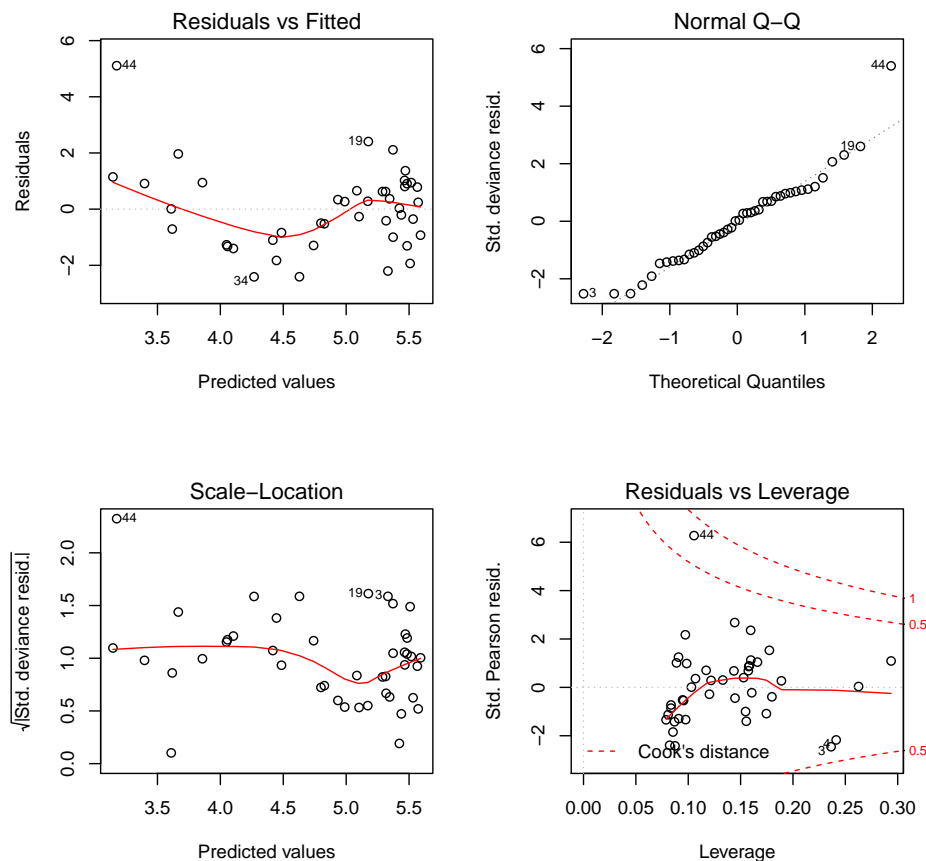 Residuals vs Fitted
Residuals
6
4
2
0
−2
44
19
34
3.5 4.0 4.5 5.0 5.5
Predicted values
Normal Q−Q
Std. deviance resid.
6
4
2
0
−2
44
19
3
−2 −1 0 1 2
Theoretical Quantiles
Scale−Location
√|Std. deviance resid.|
2.0
1.5
1.0
0.5
0.0
44
19 3
3.5 4.0 4.5 5.0 5.5
Predicted values
Residuals vs Leverage
Std. Pearson resid.
6
4
2
0
−2
44
4
3
1
0.5
0.5
Cook's distance
0.00 0.05 0.10 0.15 0.20 0.25 0.30
Leverage